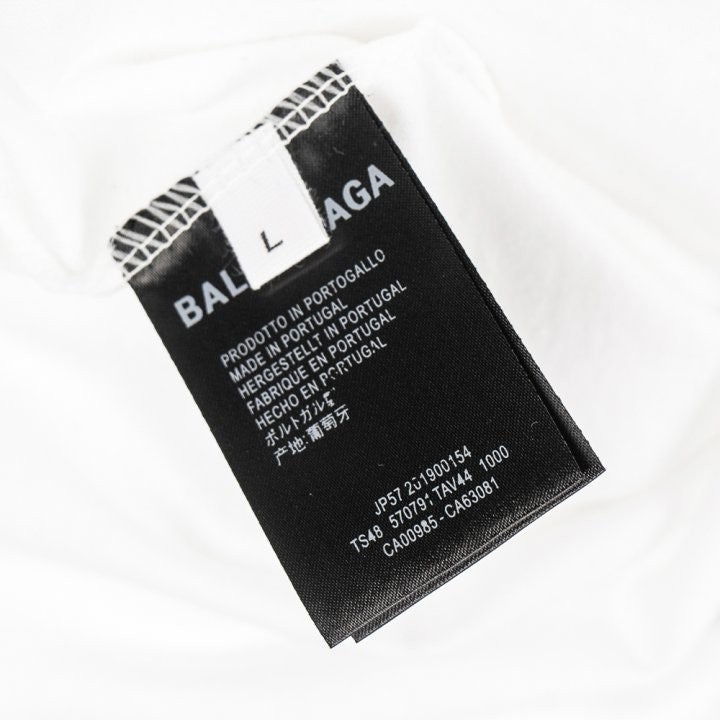 L
BAL AGA
PRODOTTO IN PORTOGALLO
MADE IN PORTUGAL
HERGESTELLT IN PORTUGAL
FABRIQUE EN PORTUGAL
HECHO EN PORTUGAL
ポルトガル製
产地:葡萄牙
JP57 201900154
TS48 570791 TAV44 1000
CA00985 - CA63081